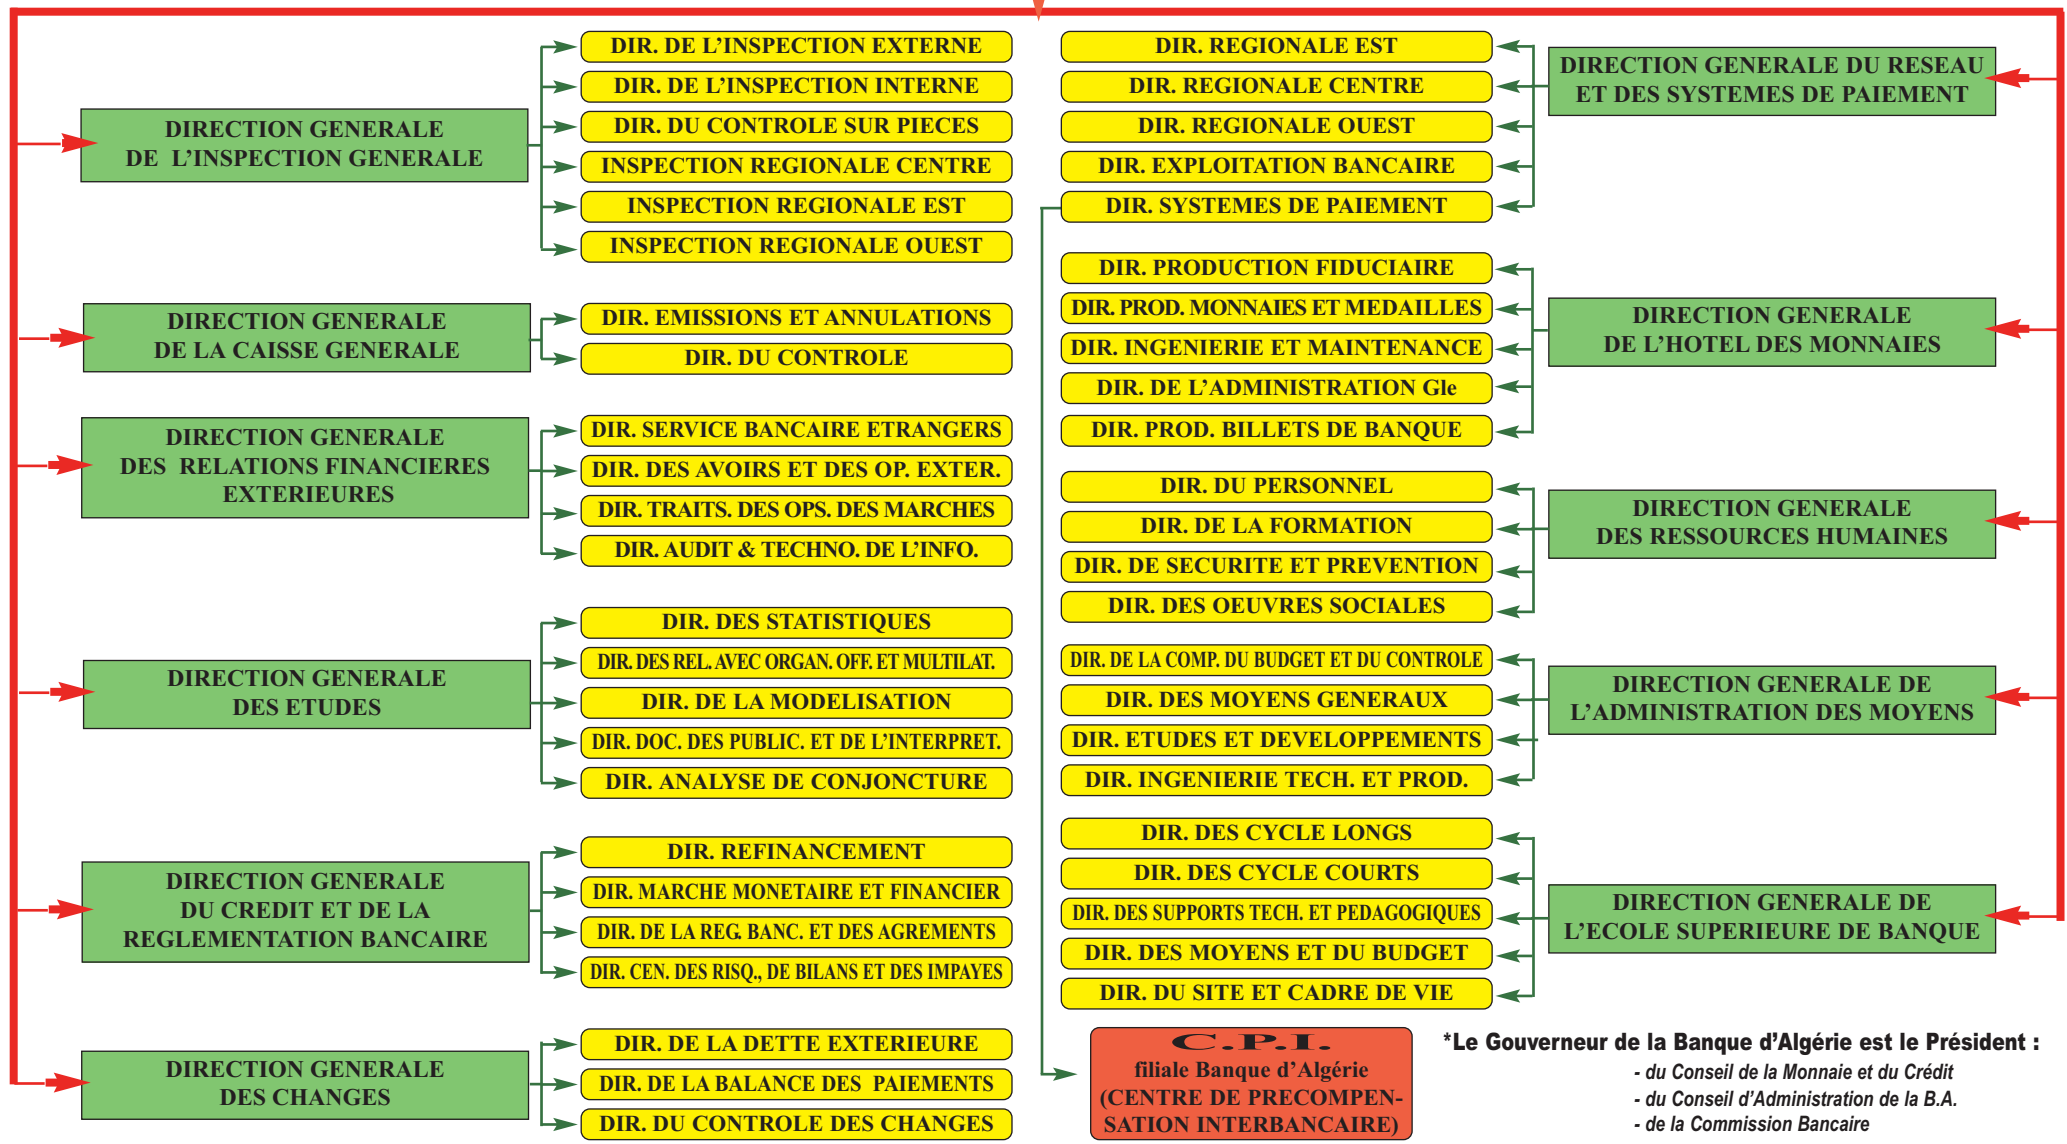 DIRECTION GENERALE
DE L'INSPECTION GENERALE
DIR. DE L'INSPECTION EXTERNE
DIR. DE L'INSPECTION INTERNE
DIR. DU CONTROLE SUR PIECES
INSPECTION REGIONALE CENTRE
INSPECTION REGIONALE EST
INSPECTION REGIONALE OUEST
DIRECTION GENERALE
DE LA CAISSE GENERALE
DIR. EMISSIONS ET ANNULATIONS
DIR. DU CONTROLE
DIRECTION GENERALE
DES RELATIONS FINANCIERES
EXTERIEURES
DIR. SERVICE BANCAIRE ETRANGERS
DIR. DES AVOIRS ET DES OP. EXTER.
DIR. TRAITS. DES OPS. DES MARCHES
DIR. AUDIT & TECHNO. DE L'INFO.
DIRECTION GENERALE
DES ETUDES
DIR. DES STATISTIQUES
DIR. DES REL. AVEC ORGAN. OFF. ET MULTILAT.
DIR. DE LA MODELISATION
DIR. DOC. DES PUBLIC. ET DE L'INTERPRET.
DIR. ANALYSE DE CONJONCTURE
DIRECTION GENERALE
DU CREDIT ET DE LA
REGLEMENTATION BANCAIRE
DIR. REFINANCEMENT
DIR. MARCHE MONETAIRE ET FINANCIER
DIR. DE LA REG. BANC. ET DES AGREMENTS
DIR. CEN. DES RISQ., DE BILANS ET DES IMPAYES
DIRECTION GENERALE
DES CHANGES
DIR. DE LA DETTE EXTERIEURE
DIR. DE LA BALANCE DES PAIEMENTS
DIR. DU CONTROLE DES CHANGES
DIRECTION GENERALE DU RESEAU
ET DES SYSTEMES DE PAIEMENT
DIR. REGIONALE EST
DIR. REGIONALE CENTRE
DIR. REGIONALE OUEST
DIR. EXPLOITATION BANCAIRE
DIR. SYSTEMES DE PAIEMENT
DIRECTION GENERALE
DE L'HOTEL DES MONNAIES
DIR. PRODUCTION FIDUCIAIRE
DIR. PROD. MONNAIES ET MEDAILLES
DIR. INGENIERIE ET MAINTENANCE
DIR. DE L'ADMINISTRATION Gle
DIR. PROD. BILLETS DE BANQUE
DIRECTION GENERALE
DES RESSOURCES HUMAINES
DIR. DU PERSONNEL
DIR. DE LA FORMATION
DIR. DE SECURITE ET PREVENTION
DIR. DES OEUVRES SOCIALES
DIRECTION GENERALE DE
L'ADMINISTRATION DES MOYENS
DIR. DE LA COMP. DU BUDGET ET DU CONTROLE
DIR. DES MOYENS GENERAUX
DIR. ETUDES ET DEVELOPPEMENTS
DIR. INGENIERIE TECH. ET PROD.
DIRECTION GENERALE DE
L'ECOLE SUPERIEURE DE BANQUE
DIR. DES CYCLE LONGS
DIR. DES CYCLE COURTS
DIR. DES SUPPORTS TECH. ET PEDAGOGIQUES
DIR. DES MOYENS ET DU BUDGET
DIR. DU SITE ET CADRE DE VIE
C.P.I.
filiale Banque d'Algérie
(CENTRE DE PRECOMPEN-
SATION INTERBANCAIRE)
*Le Gouverneur de la Banque d'Algérie est le Président :
- du Conseil de la Monnaie et du Crédit
- du Conseil d'Administration de la B.A.
- de la Commission Bancaire